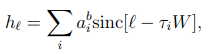 $h_\ell = \sum_i a_i^b \mathrm{sinc}[\ell - \tau_i W],$